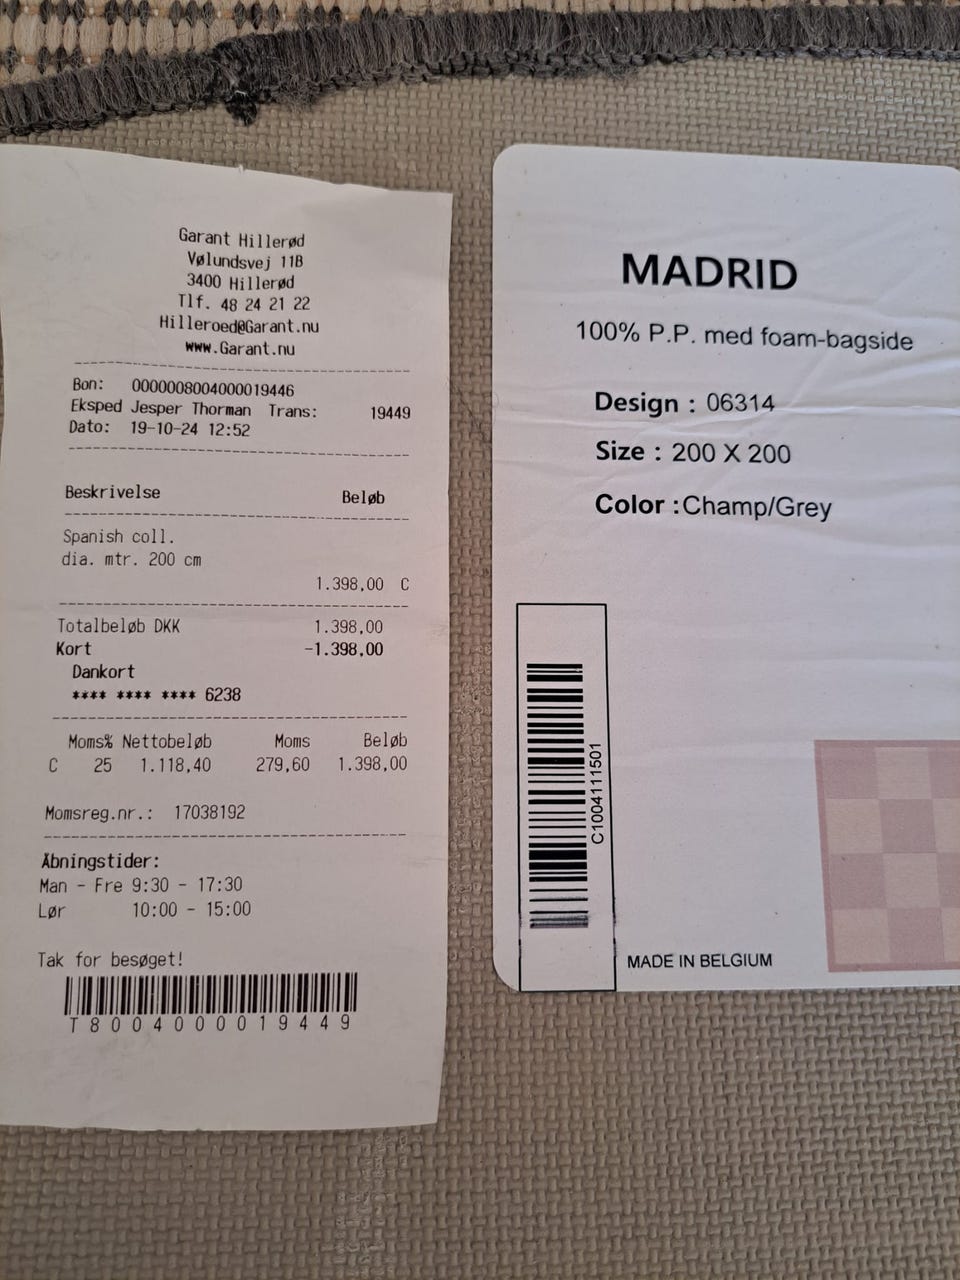 Garant Hillerød
Vølundsvej 11B
3400 Hillerød
Tlf. 48 24 21 22
Hilleroed@Garant.nu
www.Garant.nu
Bon: 0000008004000019446
Eksped Jesper Thorman Trans: 19449
Dato: 19-10-24 12:52
Beskrivelse Beløb
Spanish coll.
dia. mtr. 200 cm
1.398,00 C
Totalbeløb DKK 1.398,00
Kort -1.398,00
Dankort
**** **** **** 6238
Moms% Nettobeløb Moms Beløb
C 25 1.118,40 279,60 1.398,00
Momsreg.nr.: 17038192
Åbningstider:
Man - Fre 9:30 - 17:30
Lør 10:00 - 15:00
Tak for besøget!
T800400001９449
MADRID
100% P.P. med foam-bagside
Design : 06314
Size : 200 X 200
Color :Champ/Grey
C1004111501
MADE IN BELGIUM